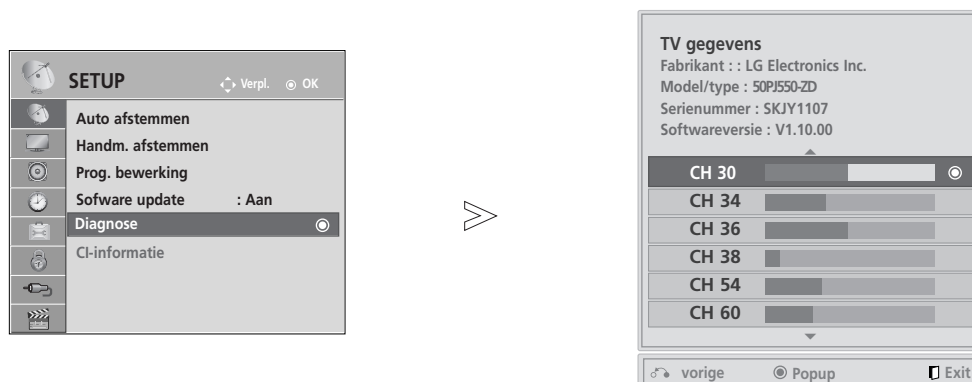 SETUP
Verpl. OK
Auto afstemmen
Handm. afstemmen
Prog. bewerking
Sofware update : Aan
Diagnose
CI-informatie
TV gegevens
Fabrikant : : LG Electronics Inc.
Model/type : 50PJ550-ZD
Serienummer : SKJY1107
Softwareversie : V1.10.00
CH 30
CH 34
CH 36
CH 38
CH 54
CH 60
vorige Popup Exit